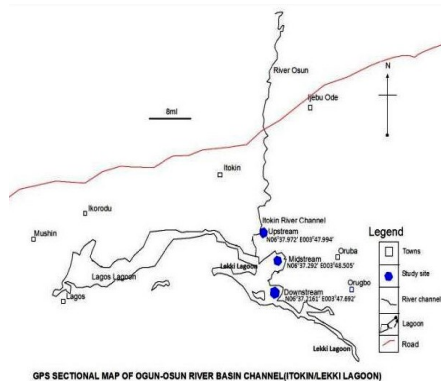 River Osun
N
Ijebu Ode
8ml
Itokin
Ikorodu
Itokin River Channel
Upstream
N06°37.972' E003°47.994'
Mushin
Legend
Towns
Oruba
Lekki Lagoon
Midstream
N06°37.292' E003°48.505'
Study site
Lagos Lagoon
Orugbo
River channel
Lagos
Downstream
N06°37.2161' E003°47.692'
Lagoon
Road
Lekki Lagoon
GPS SECTIONAL MAP OF OGUN-OSUN RIVER BASIN CHANNEL(ITOKIN/LEKKI LAGOON)